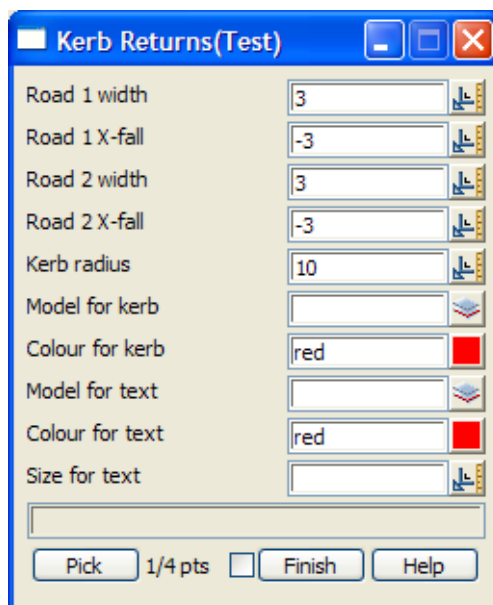 Kerb Returns(Test)
Road 1 width 3
Road 1 X-fall -3
Road 2 width 3
Road 2 X-fall -3
Kerb radius 10
Model for kerb
Colour for kerb red
Model for text
Colour for text red
Size for text
Pick 1/4 pts Finish Help